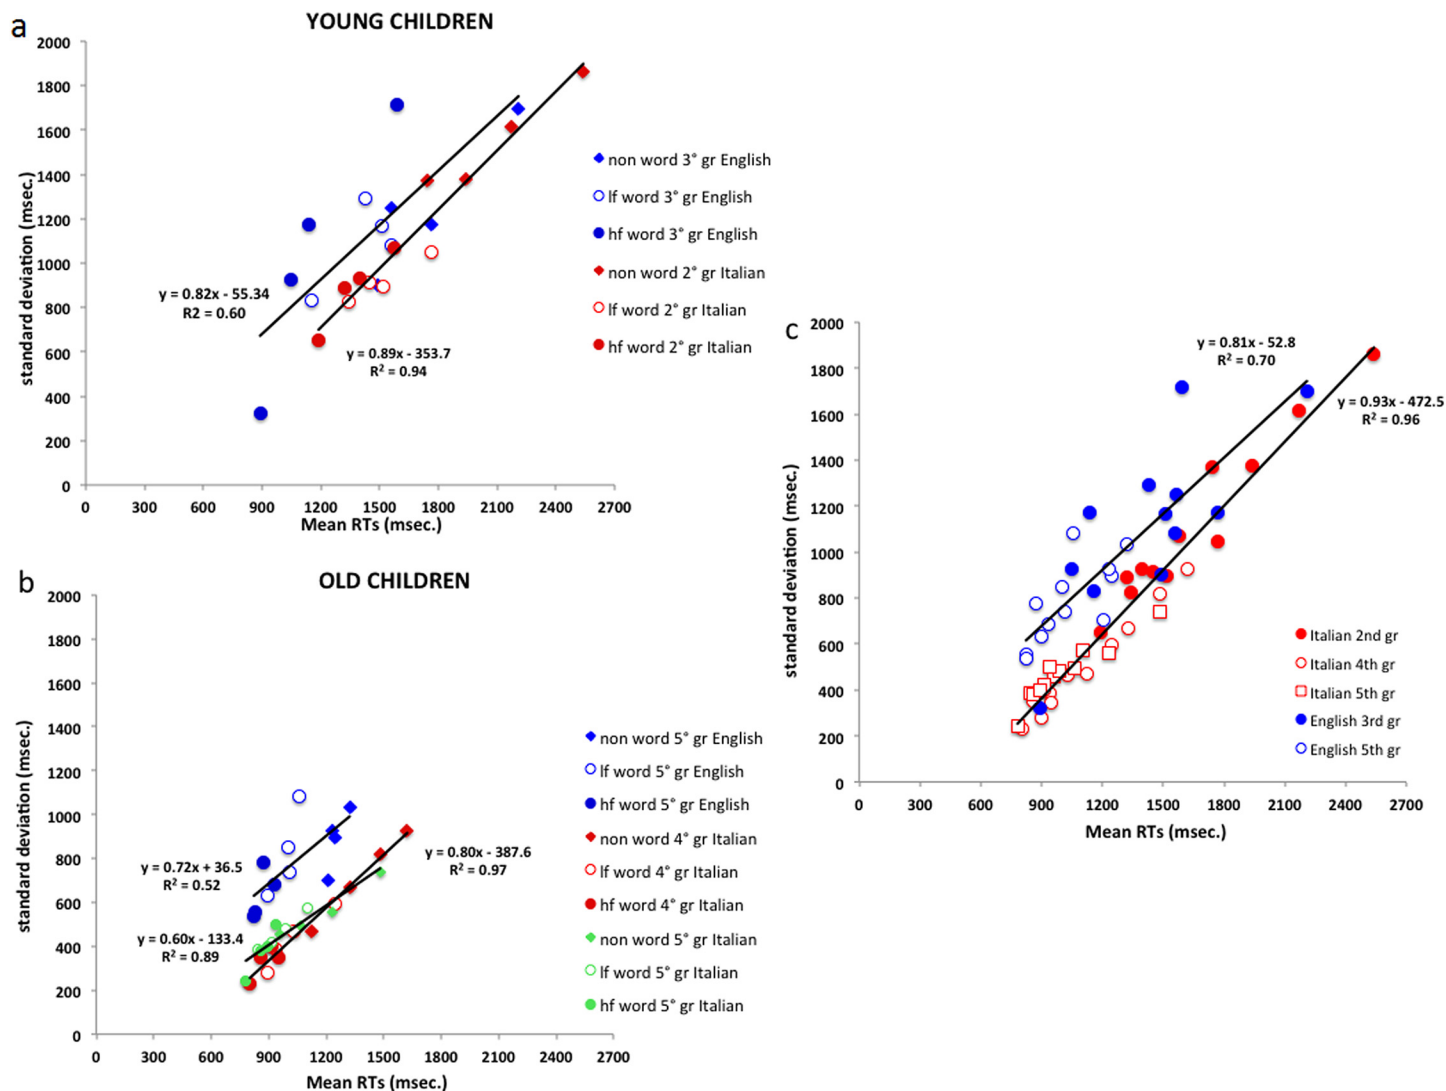 a
YOUNG CHILDREN
2000
1800
1600
1400
1200
1000
800
600
400
200
0
standard deviation (msec.)
y = 0.82x - 55.34
R2 = 0.60
y = 0.89x - 353.7
R² = 0.94
0 300 600 900 1200 1500 1800 2100 2400 2700
Mean RTs (msec.)
non word 3° gr English
lf word 3° gr English
hf word 3° gr English
non word 2° gr Italian
lf word 2° gr Italian
hf word 2° gr Italian
b
OLD CHILDREN
2000
1800
1600
1400
1200
1000
800
600
400
200
0
standard deviation (msec.)
y = 0.72x + 36.5
R² = 0.52
y = 0.80x - 387.6
R² = 0.97
y = 0.60x - 133.4
R² = 0.89
0 300 600 900 1200 1500 1800 2100 2400 2700
Mean RTs (msec.)
non word 5° gr English
lf word 5° gr English
hf word 5° gr English
non word 4° gr Italian
lf word 4° gr Italian
hf word 4° gr Italian
non word 5° gr Italian
lf word 5° gr Italian
hf word 5° gr Italian
c
2000
1800
1600
1400
1200
1000
800
600
400
200
0
standard deviation (msec.)
y = 0.81x - 52.8
R² = 0.70
y = 0.93x - 472.5
R² = 0.96
Italian 2nd gr
Italian 4th gr
Italian 5th gr
English 3rd gr
English 5th gr
0 300 600 900 1200 1500 1800 2100 2400 2700
Mean RTs (msec.)